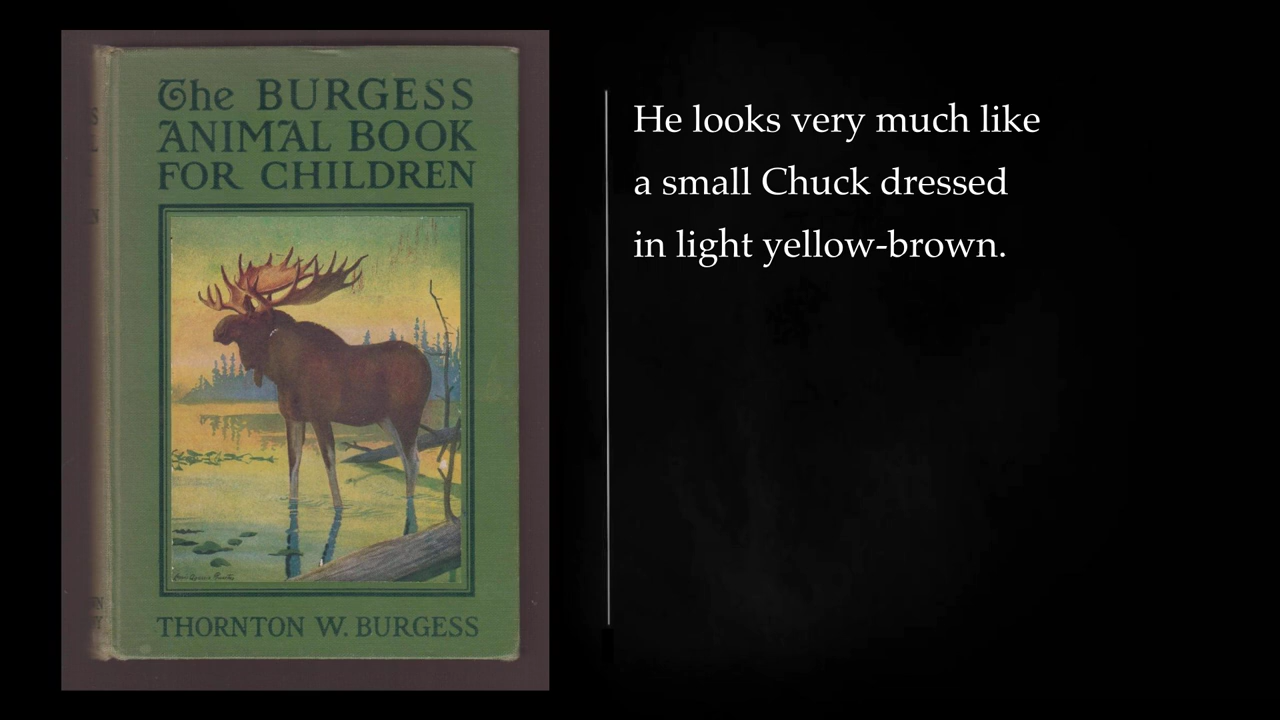 The BURGESS
ANIMAL BOOK
FOR CHILDREN
THORNTON W. BURGESS
He looks very much like
a small Chuck dressed
in light yellow-brown.